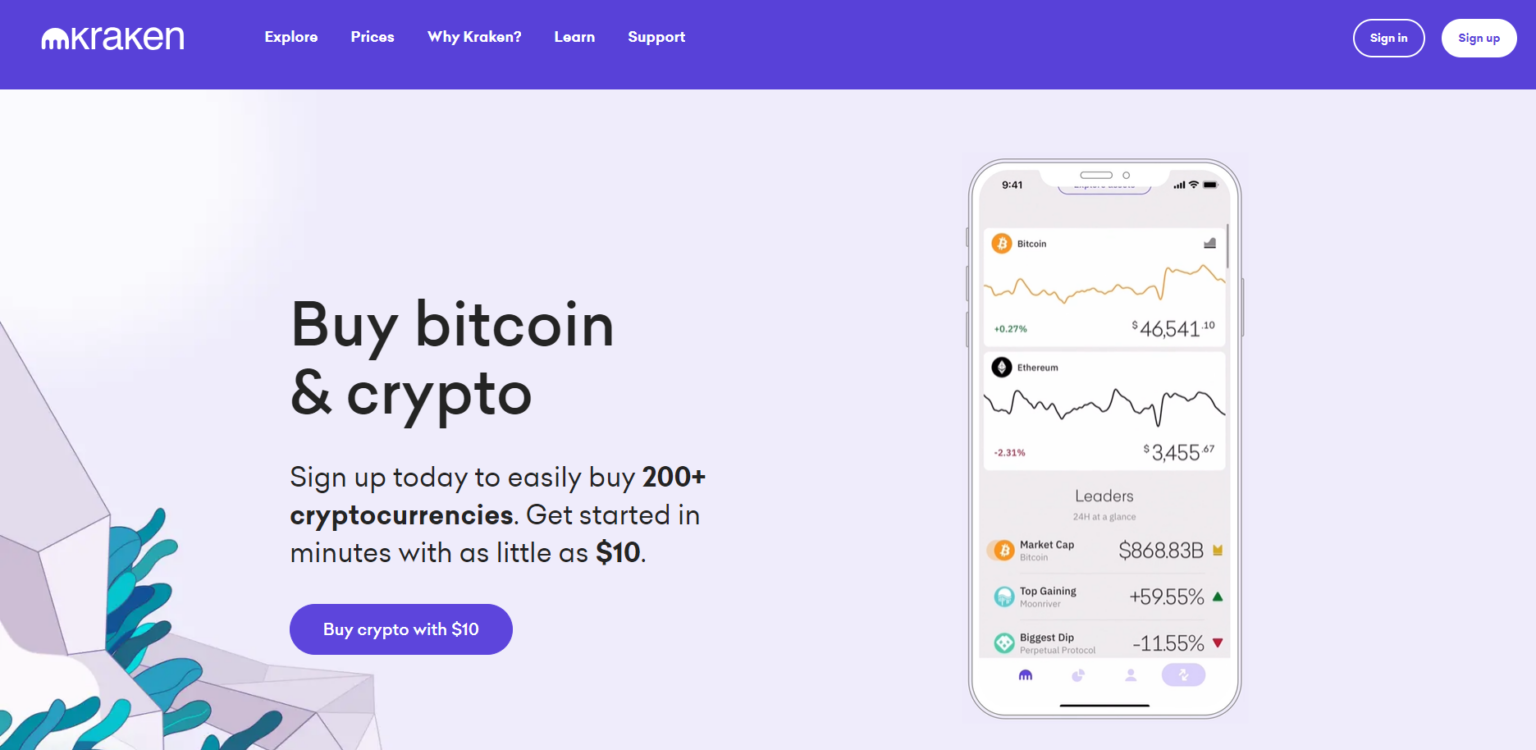 kraken
Explore
Prices
Why Kraken?
Learn
Support
Sign in
Sign up
Buy bitcoin
& crypto
Sign up today to easily buy 200+
cryptocurrencies. Get started in
minutes with as little as $10.
Buy crypto with $10
9:41
Bitcoin
+0.27%
$46,541.10
Ethereum
-2.31%
$3,455.67
Leaders
24H at a glance
Market Cap
Bitcoin
$868.83B
Top Gaining
Moonriver
+59.55%
Biggest Dip
Perpetual Protocol
-11.55%